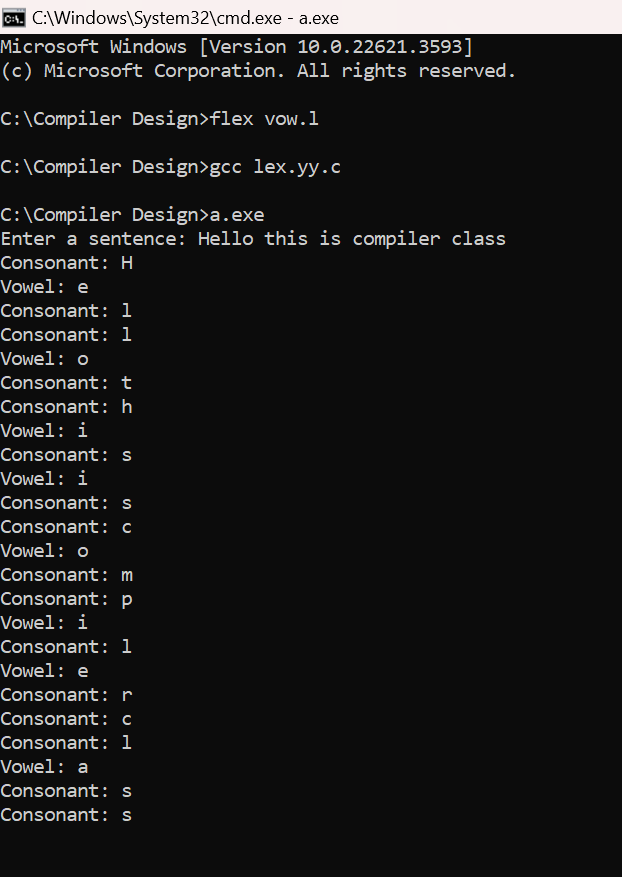 C:\Windows\System32\cmd.exe - a.exe
Microsoft Windows [Version 10.0.22621.3593]
(c) Microsoft Corporation. All rights reserved.
C:\Compiler Design>flex vow.l
C:\Compiler Design>gcc lex.yy.c
C:\Compiler Design>a.exe
Enter a sentence: Hello this is compiler class
Consonant: H
Vowel: e
Consonant: l
Consonant: l
Vowel: o
Consonant: t
Consonant: h
Vowel: i
Consonant: s
Vowel: i
Consonant: s
Consonant: c
Vowel: o
Consonant: m
Consonant: p
Vowel: i
Consonant: l
Vowel: e
Consonant: r
Consonant: c
Consonant: l
Vowel: a
Consonant: s
Consonant: s